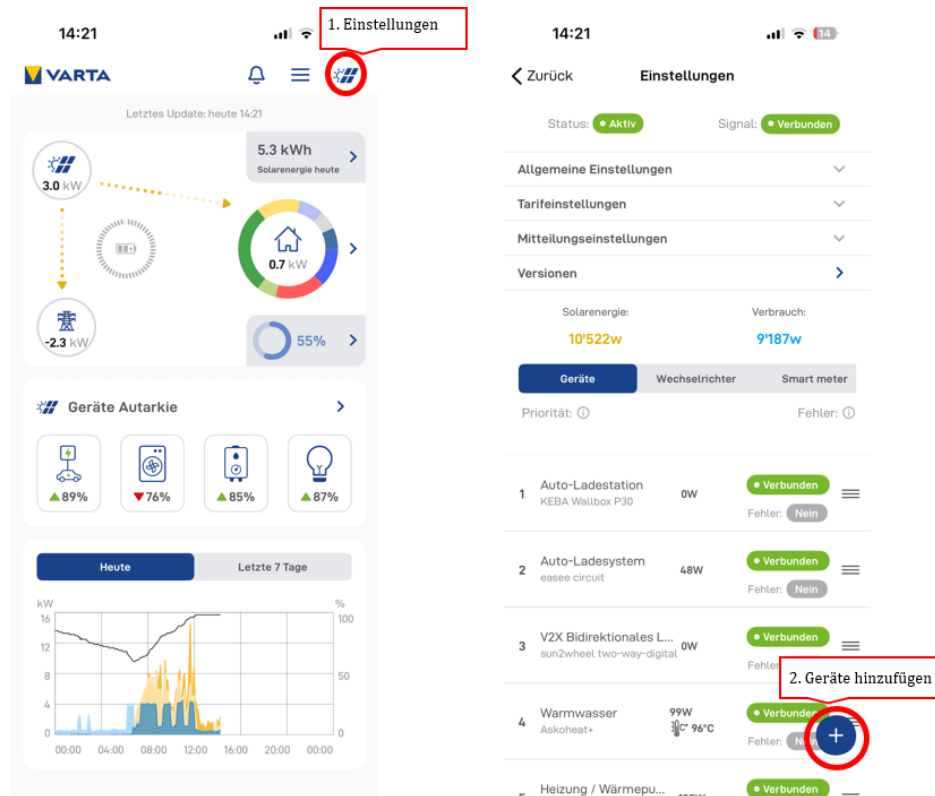 14:21
1. Einstellungen
VARTA
Letztes Update: heute 14:21
5.3 kWh
Solarenergie heute
3.0 kW
0.7 kW
-2.3 kW
55%
Geräte Autarkie
89%
76%
85%
87%
Heute
Letzte 7 Tage
kW
%
16
100
12
8
50
4
0
0
00:00 04:00 08:00 12:00 16:00 20:00 00:00
14:21
14
Zurück
Einstellungen
Status: Aktiv
Signal: Verbunden
Allgemeine Einstellungen
Tarifeinstellungen
Mitteilungseinstellungen
Versionen
Solarenergie:
Verbrauch:
10'522w
9'187w
Geräte
Wechselrichter
Smart meter
Priorität:
Fehler:
1
Auto-Ladestation
KEBA Wallbox P30
0W
Verbunden
Fehler: Nein
2
Auto-Ladesystem
easee circuit
48W
Verbunden
Fehler: Nein
3
V2X Bidirektionales L...
sun2wheel two-way-digital
0W
Verbunden
2. Geräte hinzufügen
4
Warmwasser
Askoheat+
99W
96°C
Verbunden
Fehler:
Heizung / Wärmepu...
Verbunden